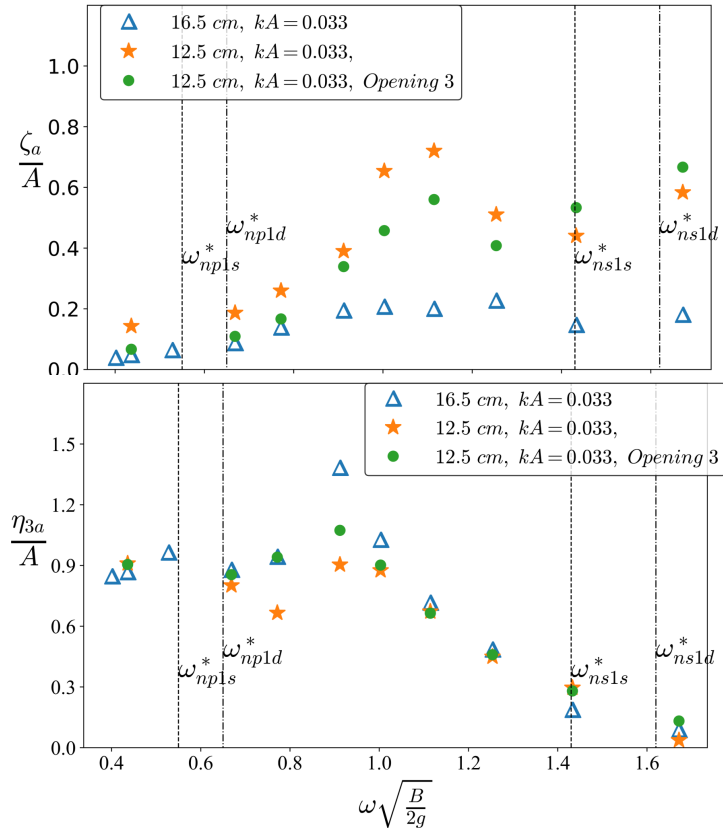 16.5 cm, kA = 0.033
12.5 cm, kA = 0.033,
12.5 cm, kA = 0.033, Opening 3
1.0
0.8
0.6
0.4
0.2
0.0
ζₐ/A
ω*ₙₚ₁ₛ
ω*ₙₚ₁d
ω*ₙₛ₁ₛ
ω*ₙₛ₁d
16.5 cm, kA = 0.033
12.5 cm, kA = 0.033,
12.5 cm, kA = 0.033, Opening 3
1.5
1.2
0.9
0.6
0.3
0.0
η₃ₐ/A
ω*ₙₚ₁ₛ
ω*ₙₚ₁d
ω*ₙₛ₁ₛ
ω*ₙₛ₁d
0.4 0.6 0.8 1.0 1.2 1.4 1.6
ω√(B/2g)